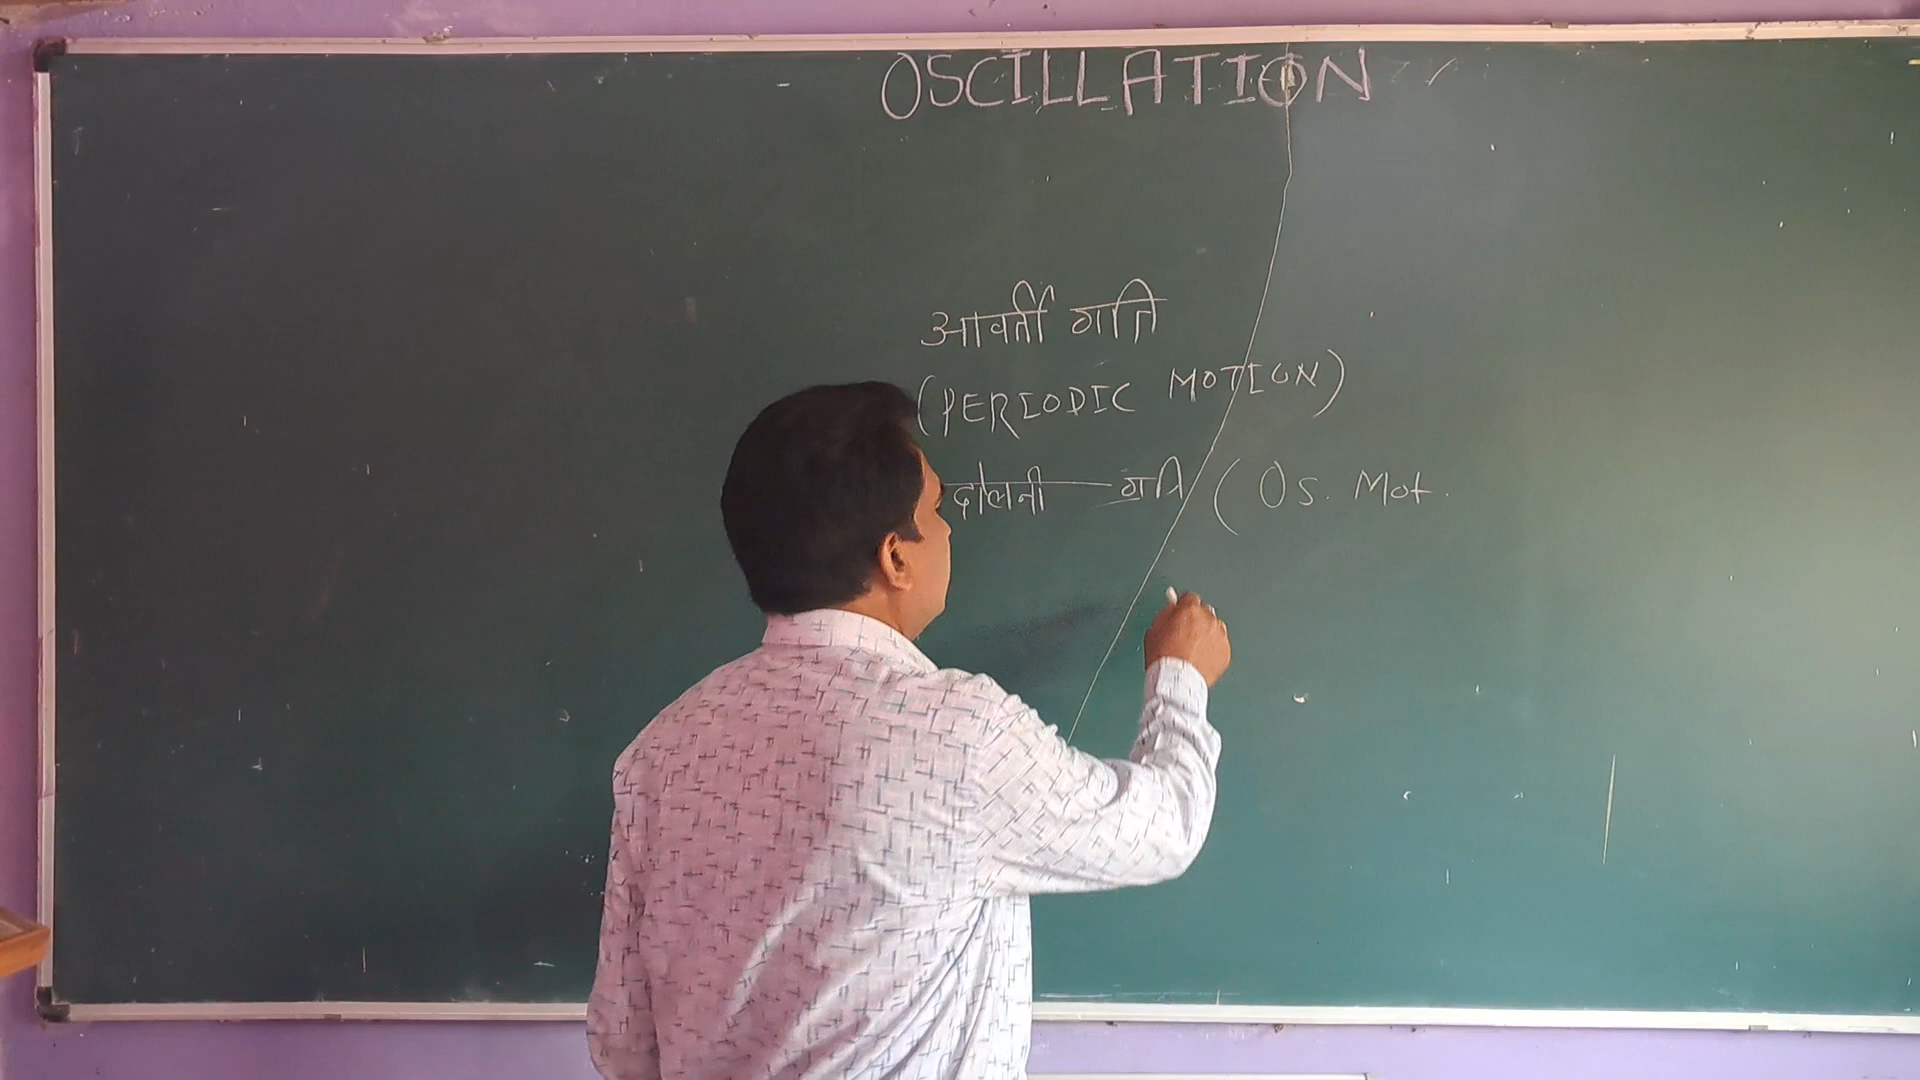 OSCILLATION
आवर्ती गति
(PERIODIC MOTION)
दोलनी गति ( Os. Mot.